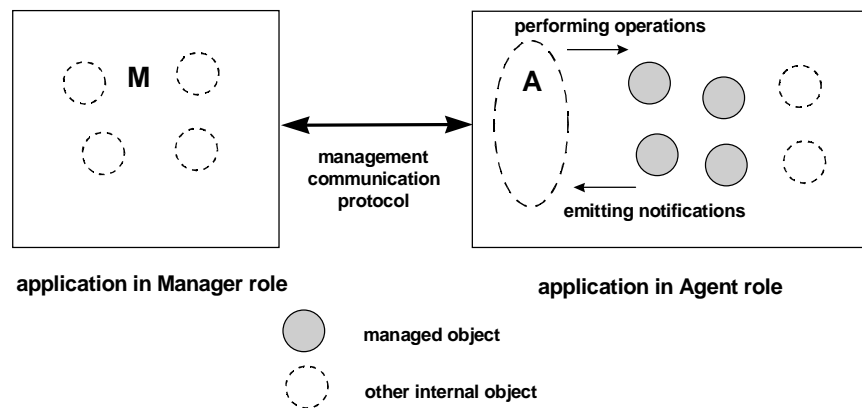 performing operations
M
A
management
communication
protocol
emitting notifications
application in Manager role
application in Agent role
managed object
other internal object